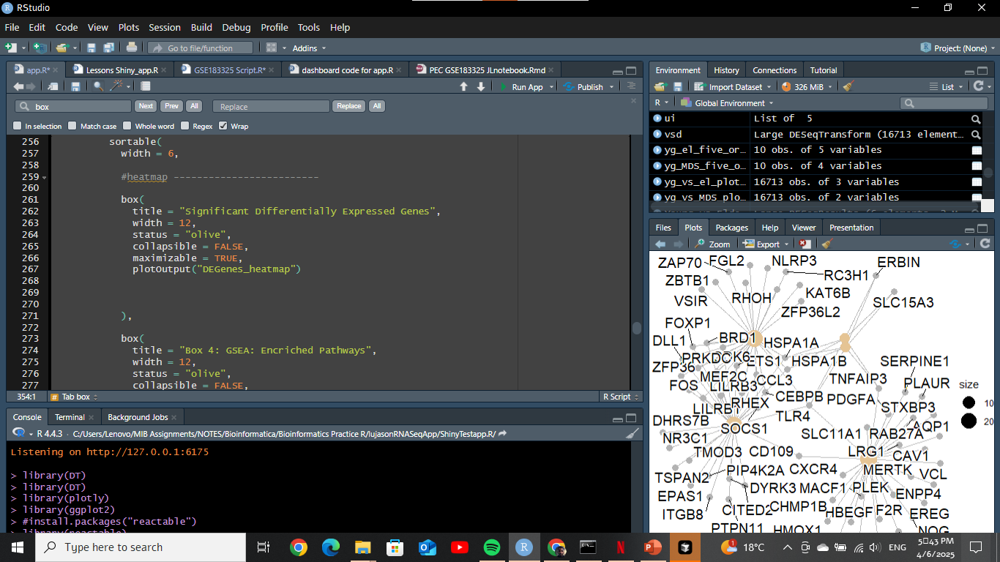 RStudio
File Edit Code View Plots Session Build Debug Profile Tools Help
Go to file/function Addins Project: (None)
app.R* Lessons Shiny_app.R GSE183325 Script.R* dashboard code for app.R PEC GSE183325 JLnotebook.Rmd
Run App Publish
box Next Prev All Replace Replace All
In selection Match case Whole word Regex Wrap
256 sortable(
257 width = 6,
258
259 #heatmap -------------------------
260
261 box(
262 title = "Significant Differentially Expressed Genes",
263 width = 12,
264 status = "olive",
265 collapsible = FALSE,
266 maximizable = TRUE,
267 plotOutput("DEGenes_heatmap")
268
269
270
271 ),
272
273 box(
274 title = "Box 4: GSEA: Encriched Pathways",
275 width = 12,
276 status = "olive",
277 collapsible = FALSE,
354:1 # Tab box R Script
Console Terminal Background Jobs
R 4.4.3 · C:/Users/Lenovo/MIB Assignments/NOTES/Bioinformatica/Bioinformatics Practice R/lujasonRNASeqApp/ShinyTestapp.R/
Listening on http://127.0.0.1:6175
> library(DT)
> library(DT)
> library(plotly)
> library(ggplot2)
> #install.packages("reactable")
> library(reactable)
Environment History Connections Tutorial
Import Dataset 326 MiB List
R Global Environment
ui List of 5
vsd Large DESeqTransform (16713 element...
yg_el_five_or... 10 obs. of 5 variables
yg_MDS_five_o... 10 obs. of 4 variables
yg_vs_el_plot... 16713 obs. of 3 variables
yg_vs_MDS_plo... 16713 obs. of 2 variables
Files Plots Packages Help Viewer Presentation
Zoom Export
ZAP70 FGL2 NLRP3 ERBIN
ZBTB1 RC3H1
VSIR RHOH KAT6B SLC15A3
ZFP36L2
FOXP1
DLL1 BRD1 HSPA1A
PRKDC CK6 ETS1 HSPA1B SERPINE1
ZFP36 MEF2C TNFAIP3
FOS LILRB3 CCL3 PLAUR size
CEBPB PDGFA 10
LILRB1 RHEX STXBP3
DHRS7B TLR4 AQP1 20
SOCS1 SLC11A1 RAB27A
NR3C1
TMOD3 CD109 LRG1 CAV1
PIP4K2A CXCR4 MERTK VCL
TSPAN2
DYRK3 MACF1 PLEK ENPP4
EPAS1
ITGB8 CITED2 CHMP1B HBEGF F2R EREG
PTPN11 HMOX1 NOG
Type here to search
1 18°C ENG 5:43 PM
4/6/2025